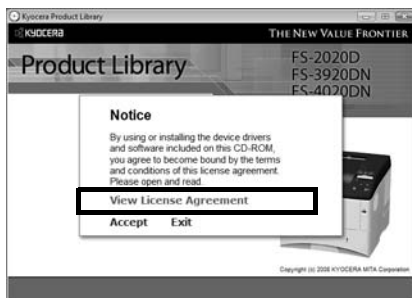 Kyocera Product Library
KYOCERA
THE NEW VALUE FRONTIER
Product Library
FS-2020D
FS-3920DN
FS-4020DN
Notice
By using or installing the device drivers
and software included on this CD-ROM,
you agree to become bound by the terms
and conditions of this license agreement.
Please open and read.
View License Agreement
Accept Exit
Copyright (c) 2008 KYOCERA MITA Corporation